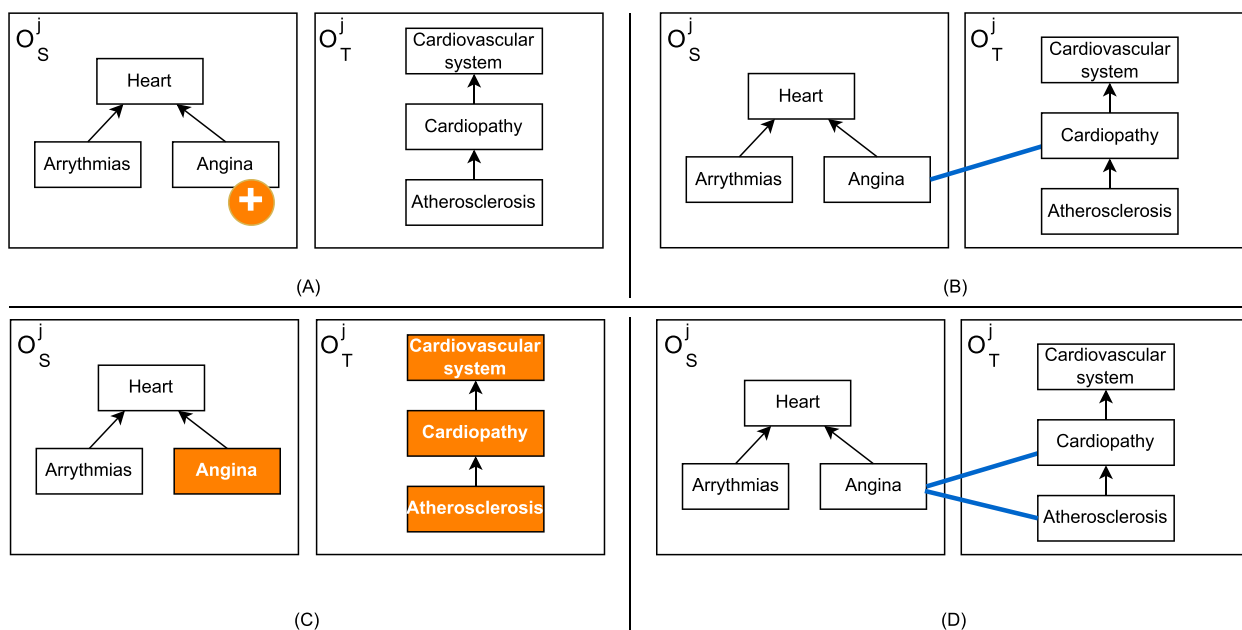 O S j
O T j
Cardiovascular
system
Heart
Cardiopathy
Arrythmias
Angina
Atherosclerosis
(A)
O S j
O T j
Cardiovascular
system
Heart
Cardiopathy
Arrythmias
Angina
Atherosclerosis
(B)
O S j
O T j
Cardiovascular
system
Heart
Cardiopathy
Arrythmias
Angina
Atherosclerosis
(C)
O S j
O T j
Cardiovascular
system
Heart
Cardiopathy
Arrythmias
Angina
Atherosclerosis
(D)